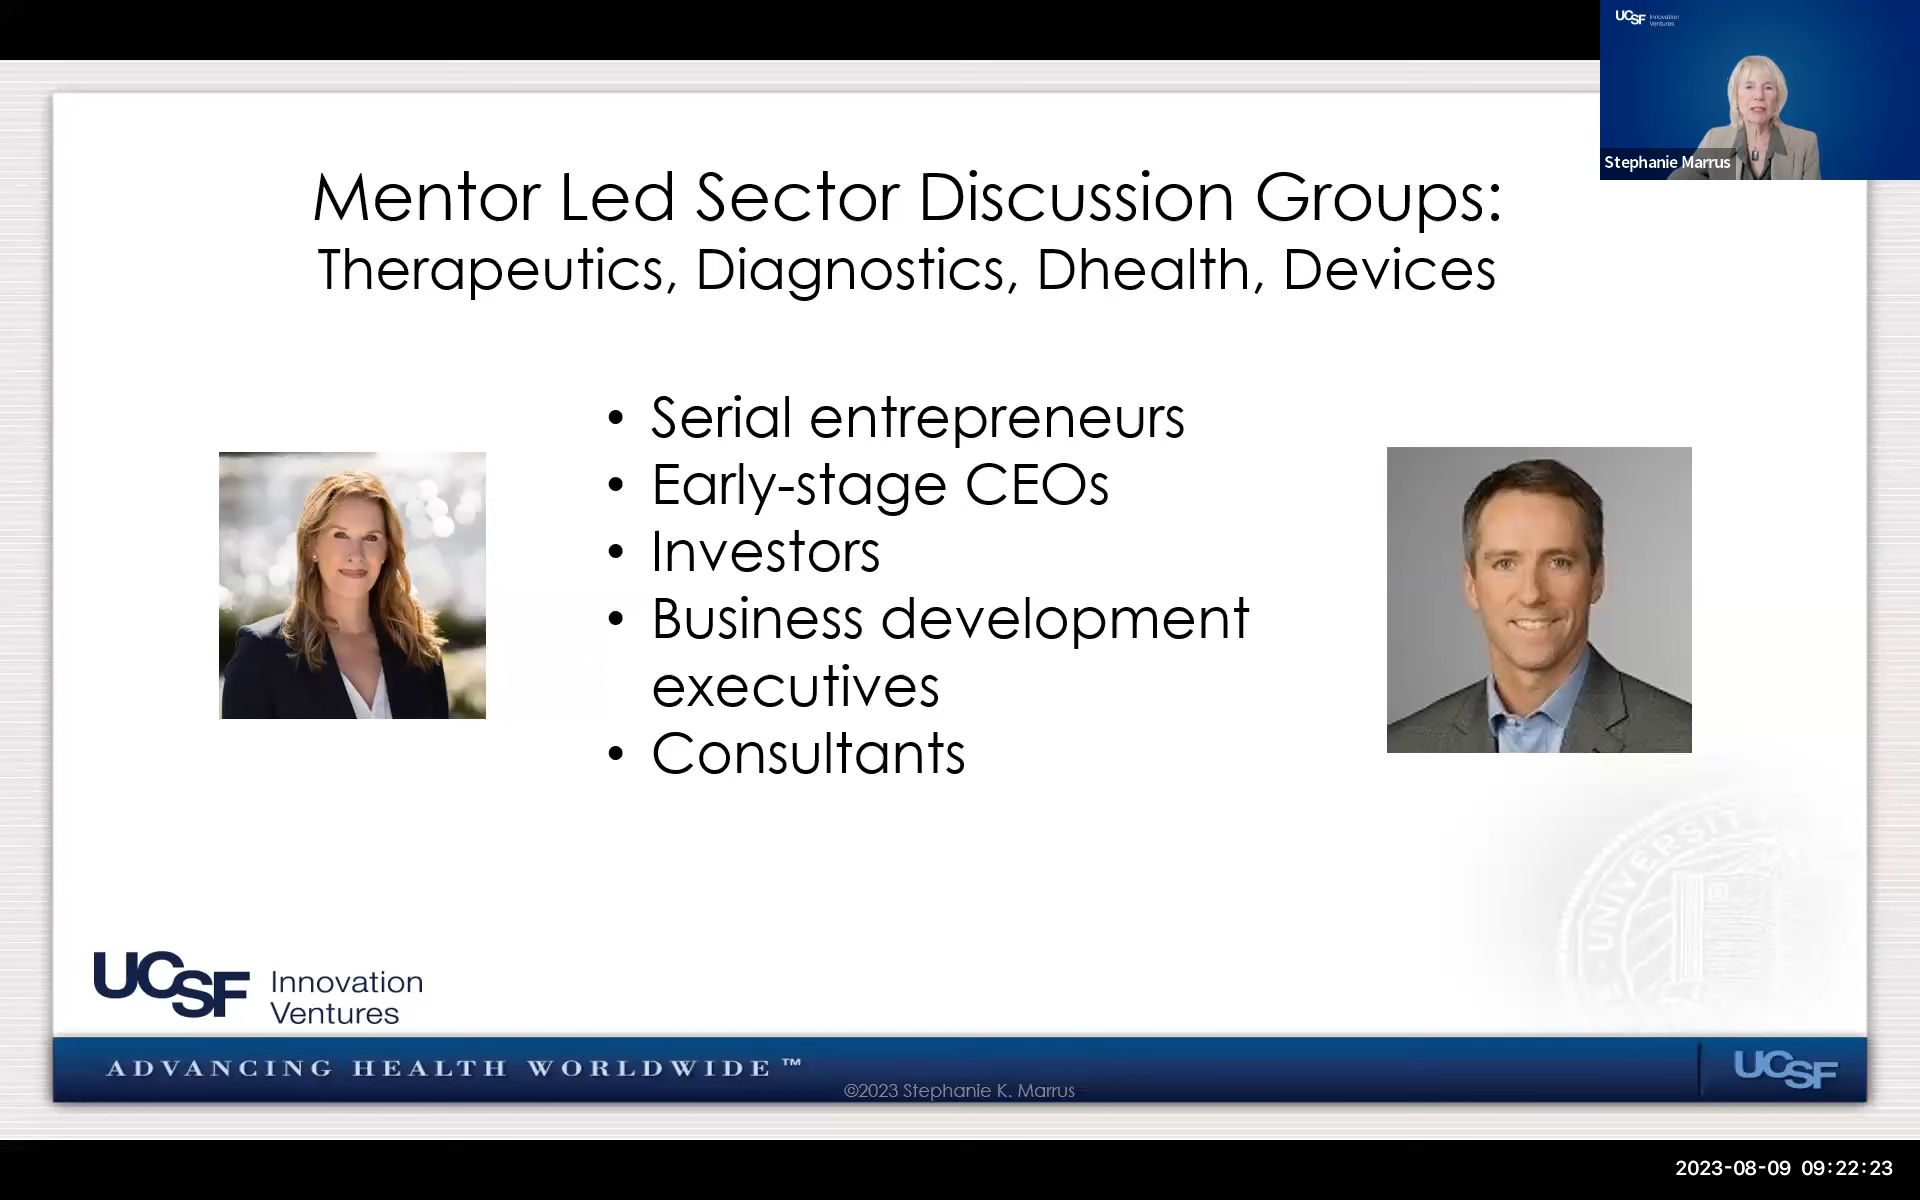 UCSF Innovation
Ventures
Stephanie Marrus
Mentor Led Sector Discussion Groups:
Therapeutics, Diagnostics, Dhealth, Devices
• Serial entrepreneurs
• Early-stage CEOs
• Investors
• Business development
executives
• Consultants
UNIVERSIT
UCSF Innovation
Ventures
ADVANCING HEALTH WORLDWIDE™
UCSF
©2023 Stephanie K. Marrus
2023-08-09 09:22:23